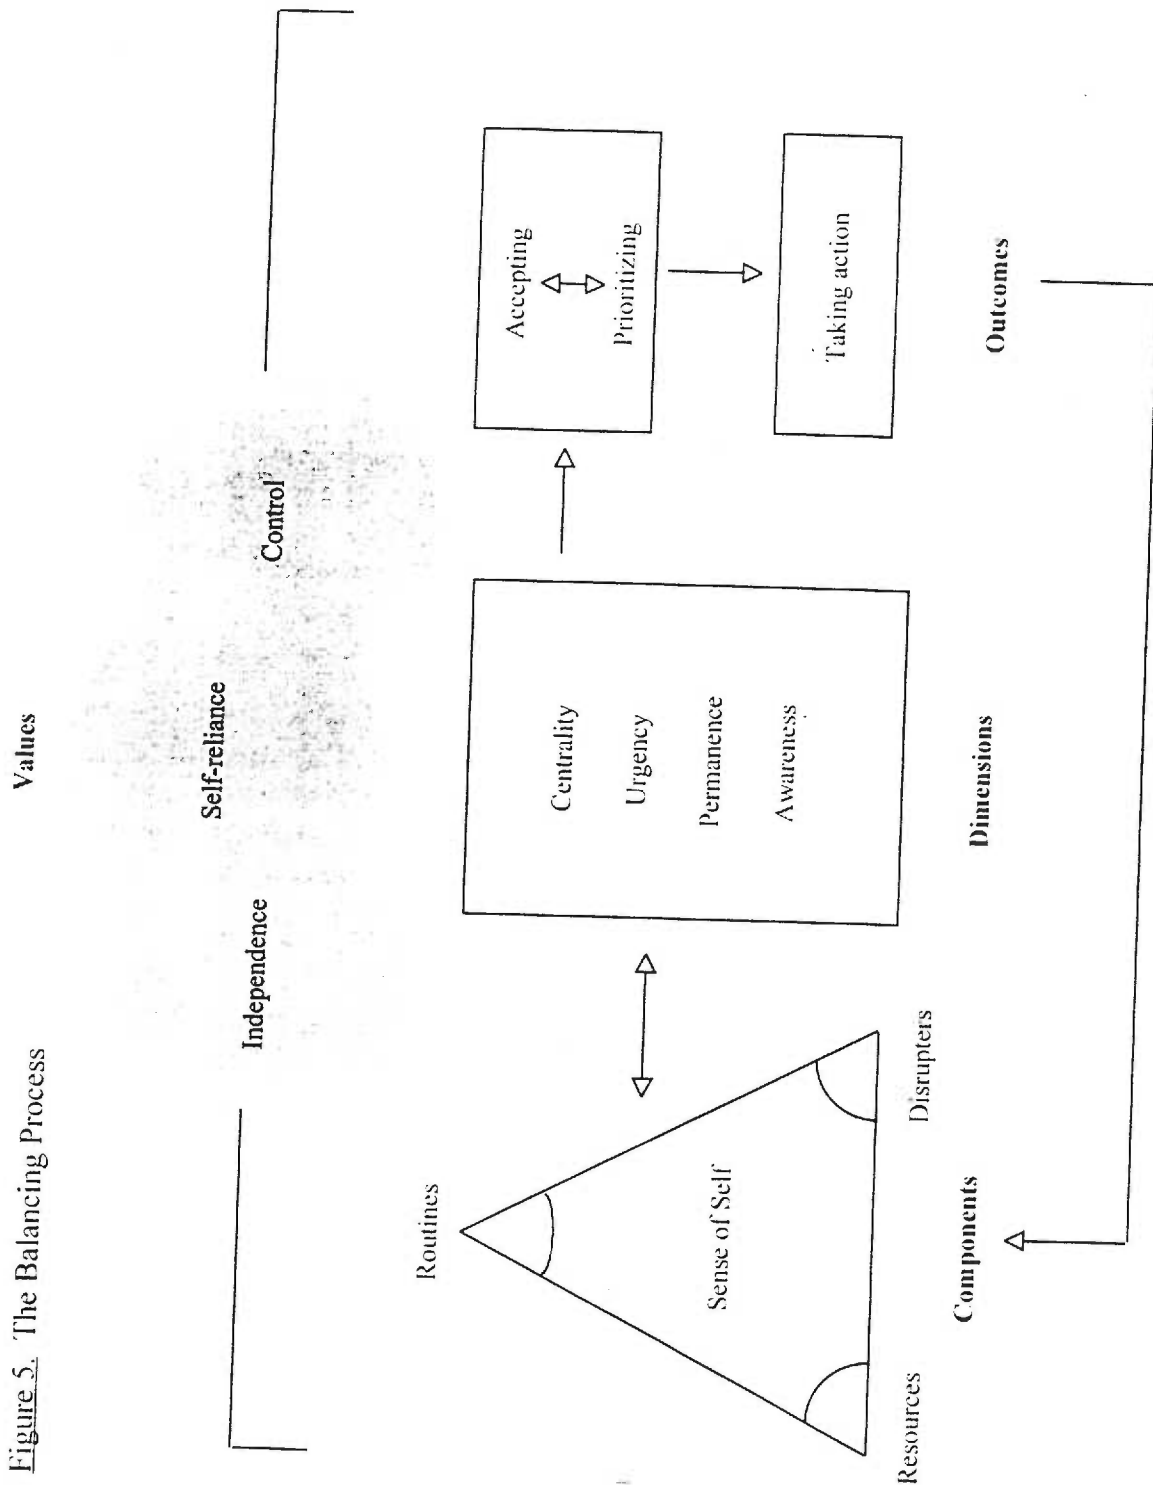 Figure 5. The Balancing Process
Values
Independence
Self-reliance
Control
Routines
Sense of Self
Resources
Disrupters
Components
Centrality
Urgency
Permanence
Awareness
Dimensions
Accepting
Prioritizing
Taking action
Outcomes